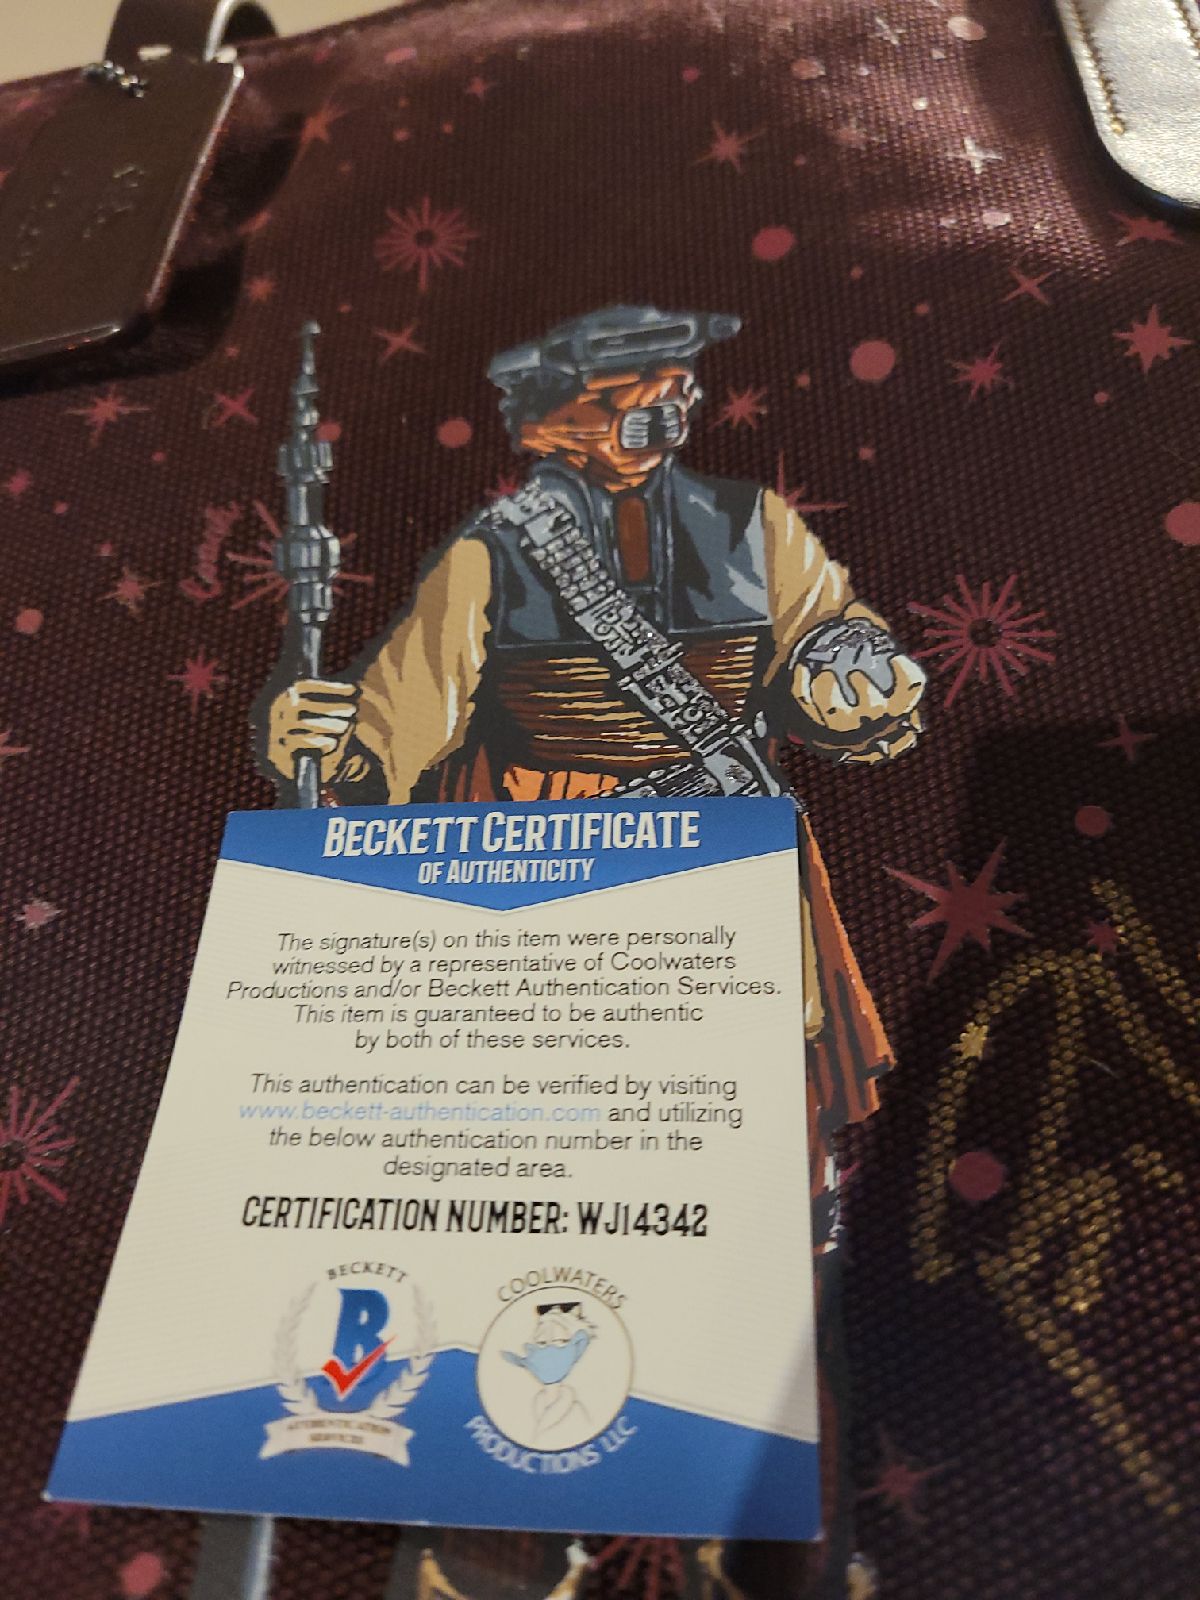 BECKETT CERTIFICATE
OF AUTHENTICITY
The signature(s) on this item were personally
witnessed by a representative of Coolwaters
Productions and/or Beckett Authentication Services.
This item is guaranteed to be authentic
by both of these services.
This authentication can be verified by visiting
www.beckett-authentication.com and utilizing
the below authentication number in the
designated area.
CERTIFICATION NUMBER: WJ14342
BECKETT
B
AUTHENTICATION
SERVICES
COOLWATERS
PRODUCTIONS LLC